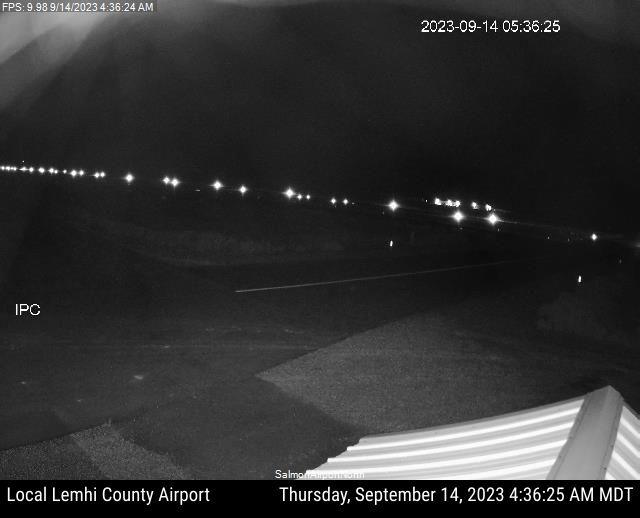 FPS: 9.98 9/14/2023 4:36:24 AM
2023-09-14 05:36:25
IPC
Local Lemhi County Airport
Thursday, September 14, 2023 4:36:25 AM MDT